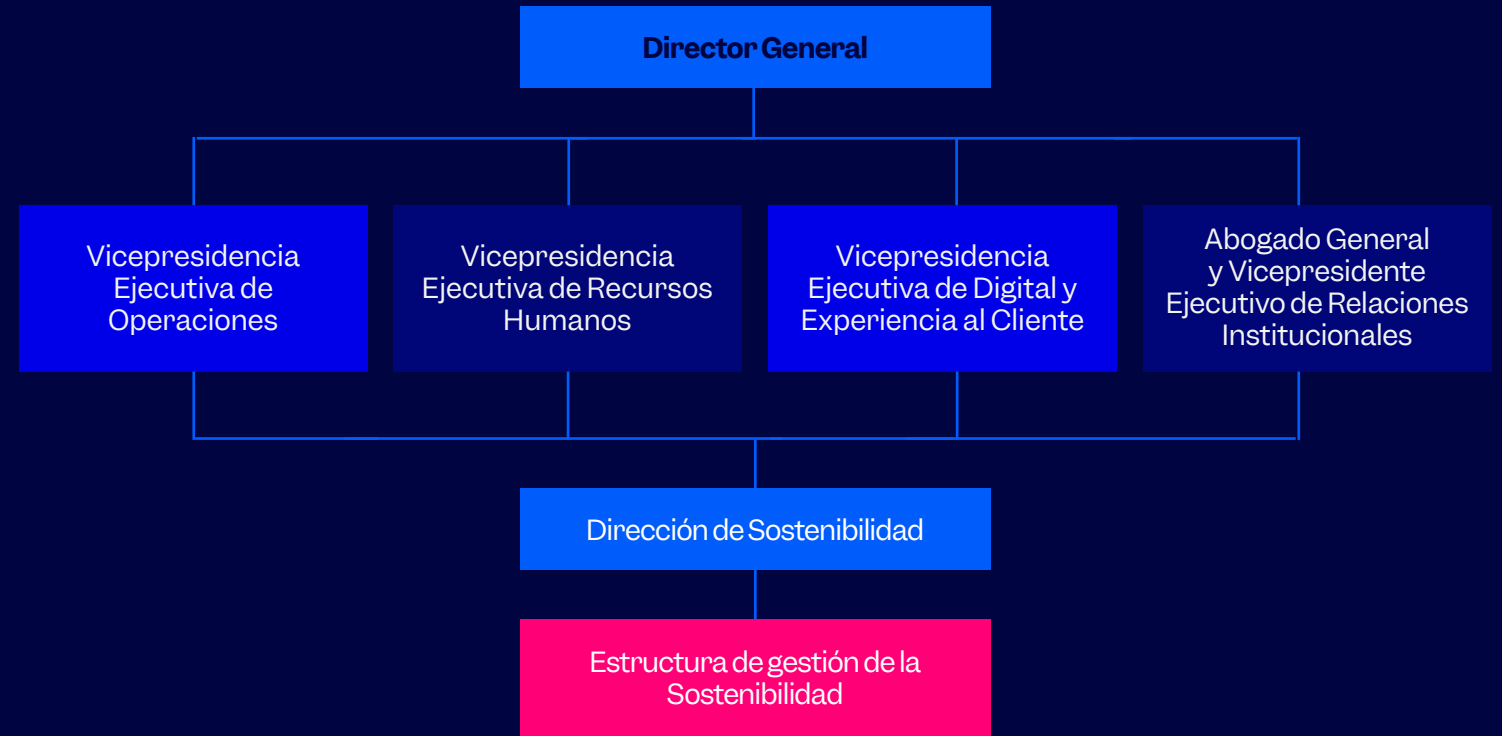 Director General
Vicepresidencia
Ejecutiva de
Operaciones
Vicepresidencia
Ejecutiva de Recursos
Humanos
Vicepresidencia
Ejecutiva de Digital y
Experiencia al Cliente
Abogado General
y Vicepresidente
Ejecutivo de Relaciones
Institucionales
Dirección de Sostenibilidad
Estructura de gestión de la
Sostenibilidad